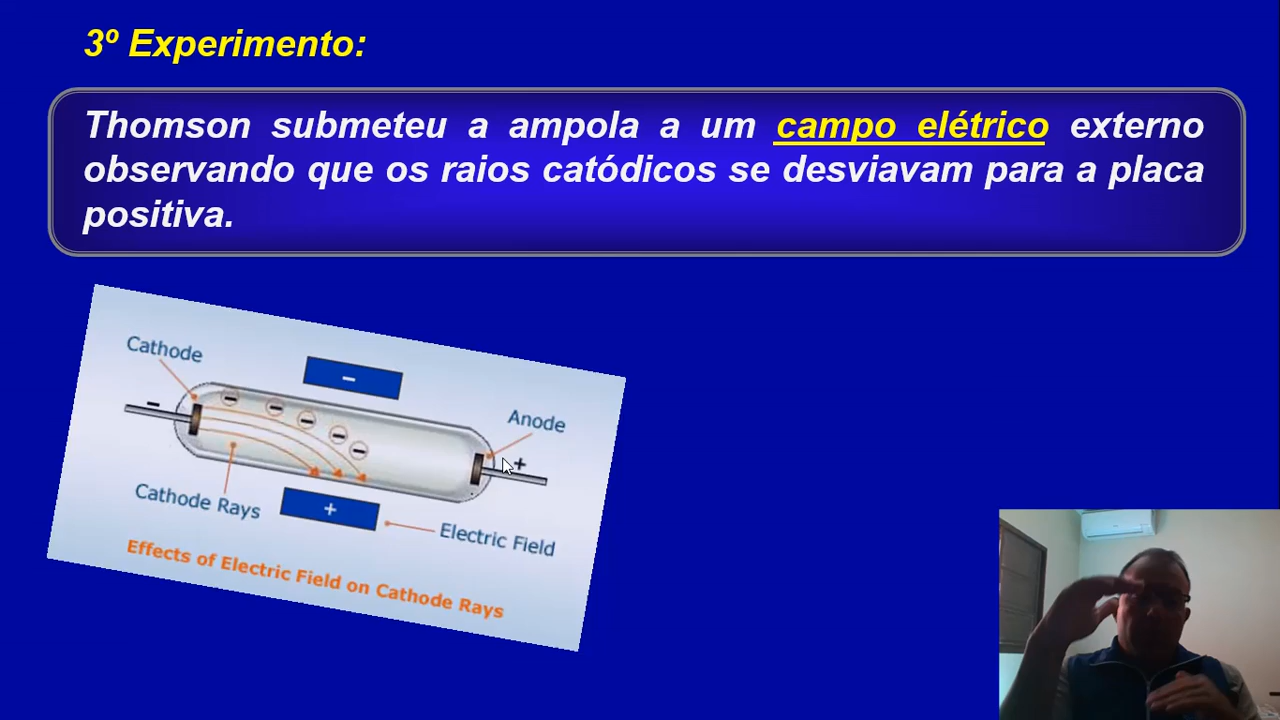 3º Experimento:
Thomson submeteu a ampola a um campo elétrico externo
observando que os raios catódicos se desviavam para a placa
positiva.
Cathode
−
−
− − − − −
Anode
+
Cathode Rays
+
Electric Field
Effects of Electric Field on Cathode Rays